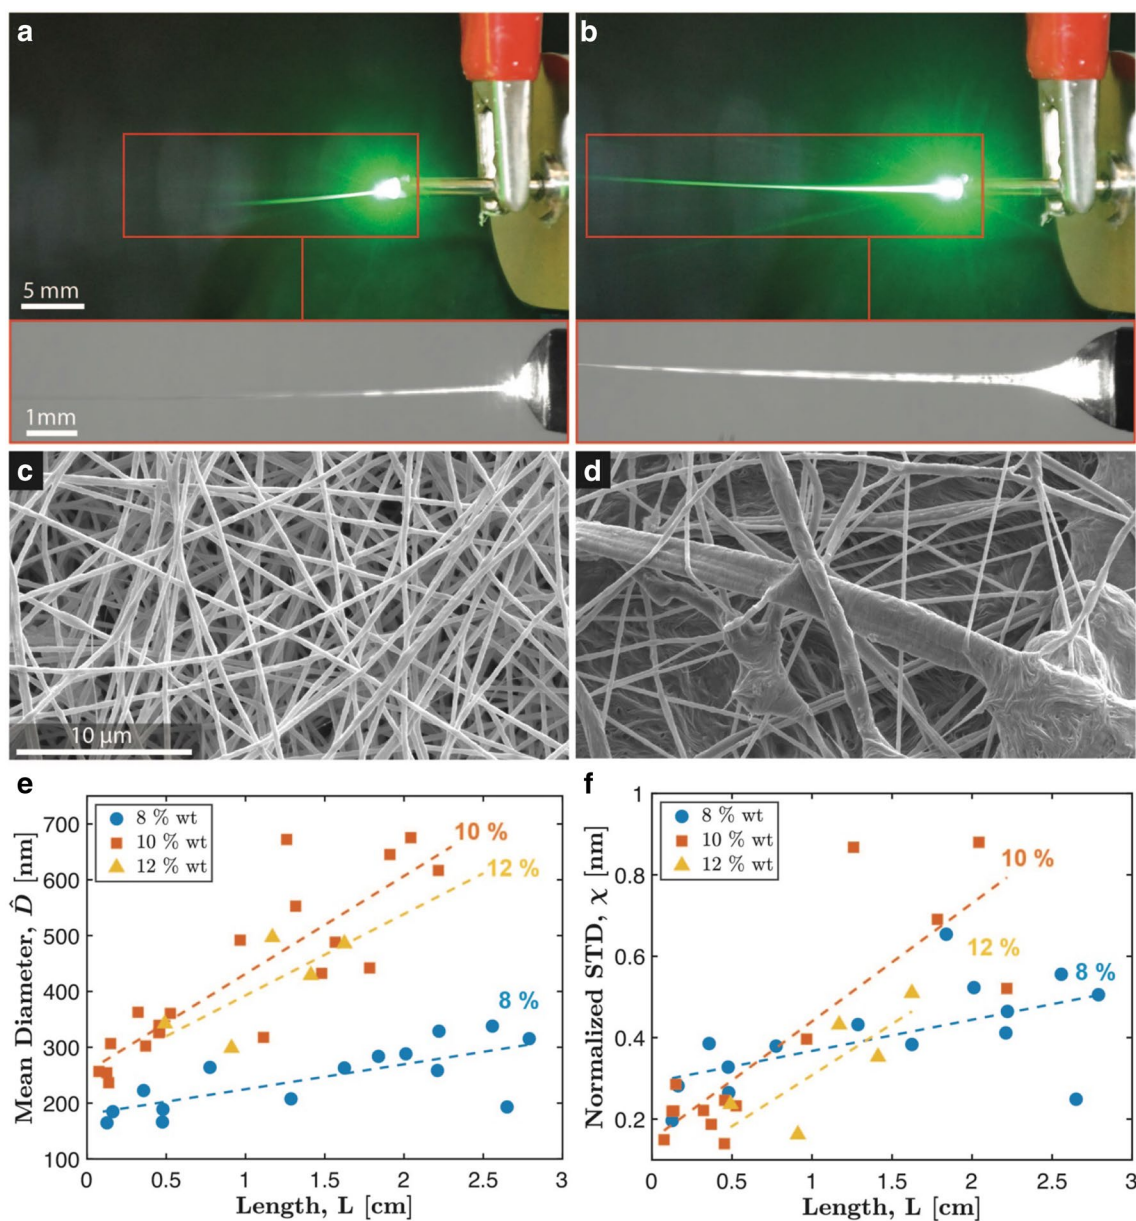 a
b
5 mm
1mm
c
d
10 μm
e
700
600
500
400
300
200
100
Mean Diameter, D̂ [nm]
8 % wt
10 % wt
12 % wt
10 %
12 %
8 %
0
0.5
1
1.5
2
2.5
3
Length, L [cm]
f
1
0.8
0.6
0.4
0.2
Normalized STD, χ [nm]
8 % wt
10 % wt
12 % wt
10 %
12 %
8 %
0
0.5
1
1.5
2
2.5
3
Length, L [cm]